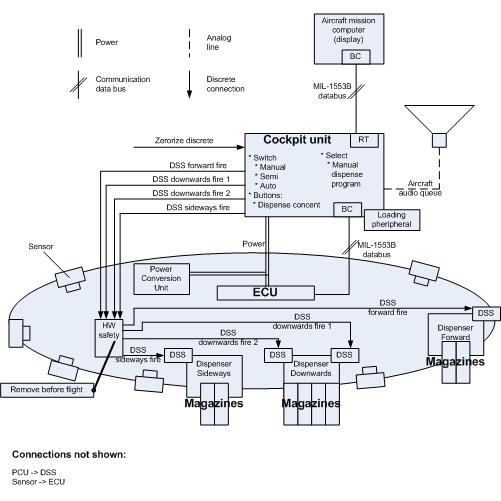 Power
Analog
line
Communication
data bus
Discrete
connection
Aircraft mission
computer
(display)
BC
MIL-1553B
databus
Zerorize discrete
Cockpit unit
RT
* Switch
* Manual
* Semi
* Auto
* Buttons:
* Dispense concent
* Select
* Manual
dispense
program
DSS forward fire
DSS downwards fire 1
DSS downwards fire 2
DSS sideways fire
Aircraft
audio queue
BC
Loading
pheripheral
Power
MIL-1553B
databus
Sensor
Power
Conversion
Unit
ECU
HW
safety
DSS
forward fire
DSS
DSS
downwards fire 1
DSS
downwards fire 2
DSS
sideways fire
DSS
DSS
DSS
Dispenser
Forward
Dispenser
Sideways
Dispenser
Downwards
Magazines
Magazines
Magazines
Remove before flight
Connections not shown:
PCU -> DSS
Sensor -> ECU